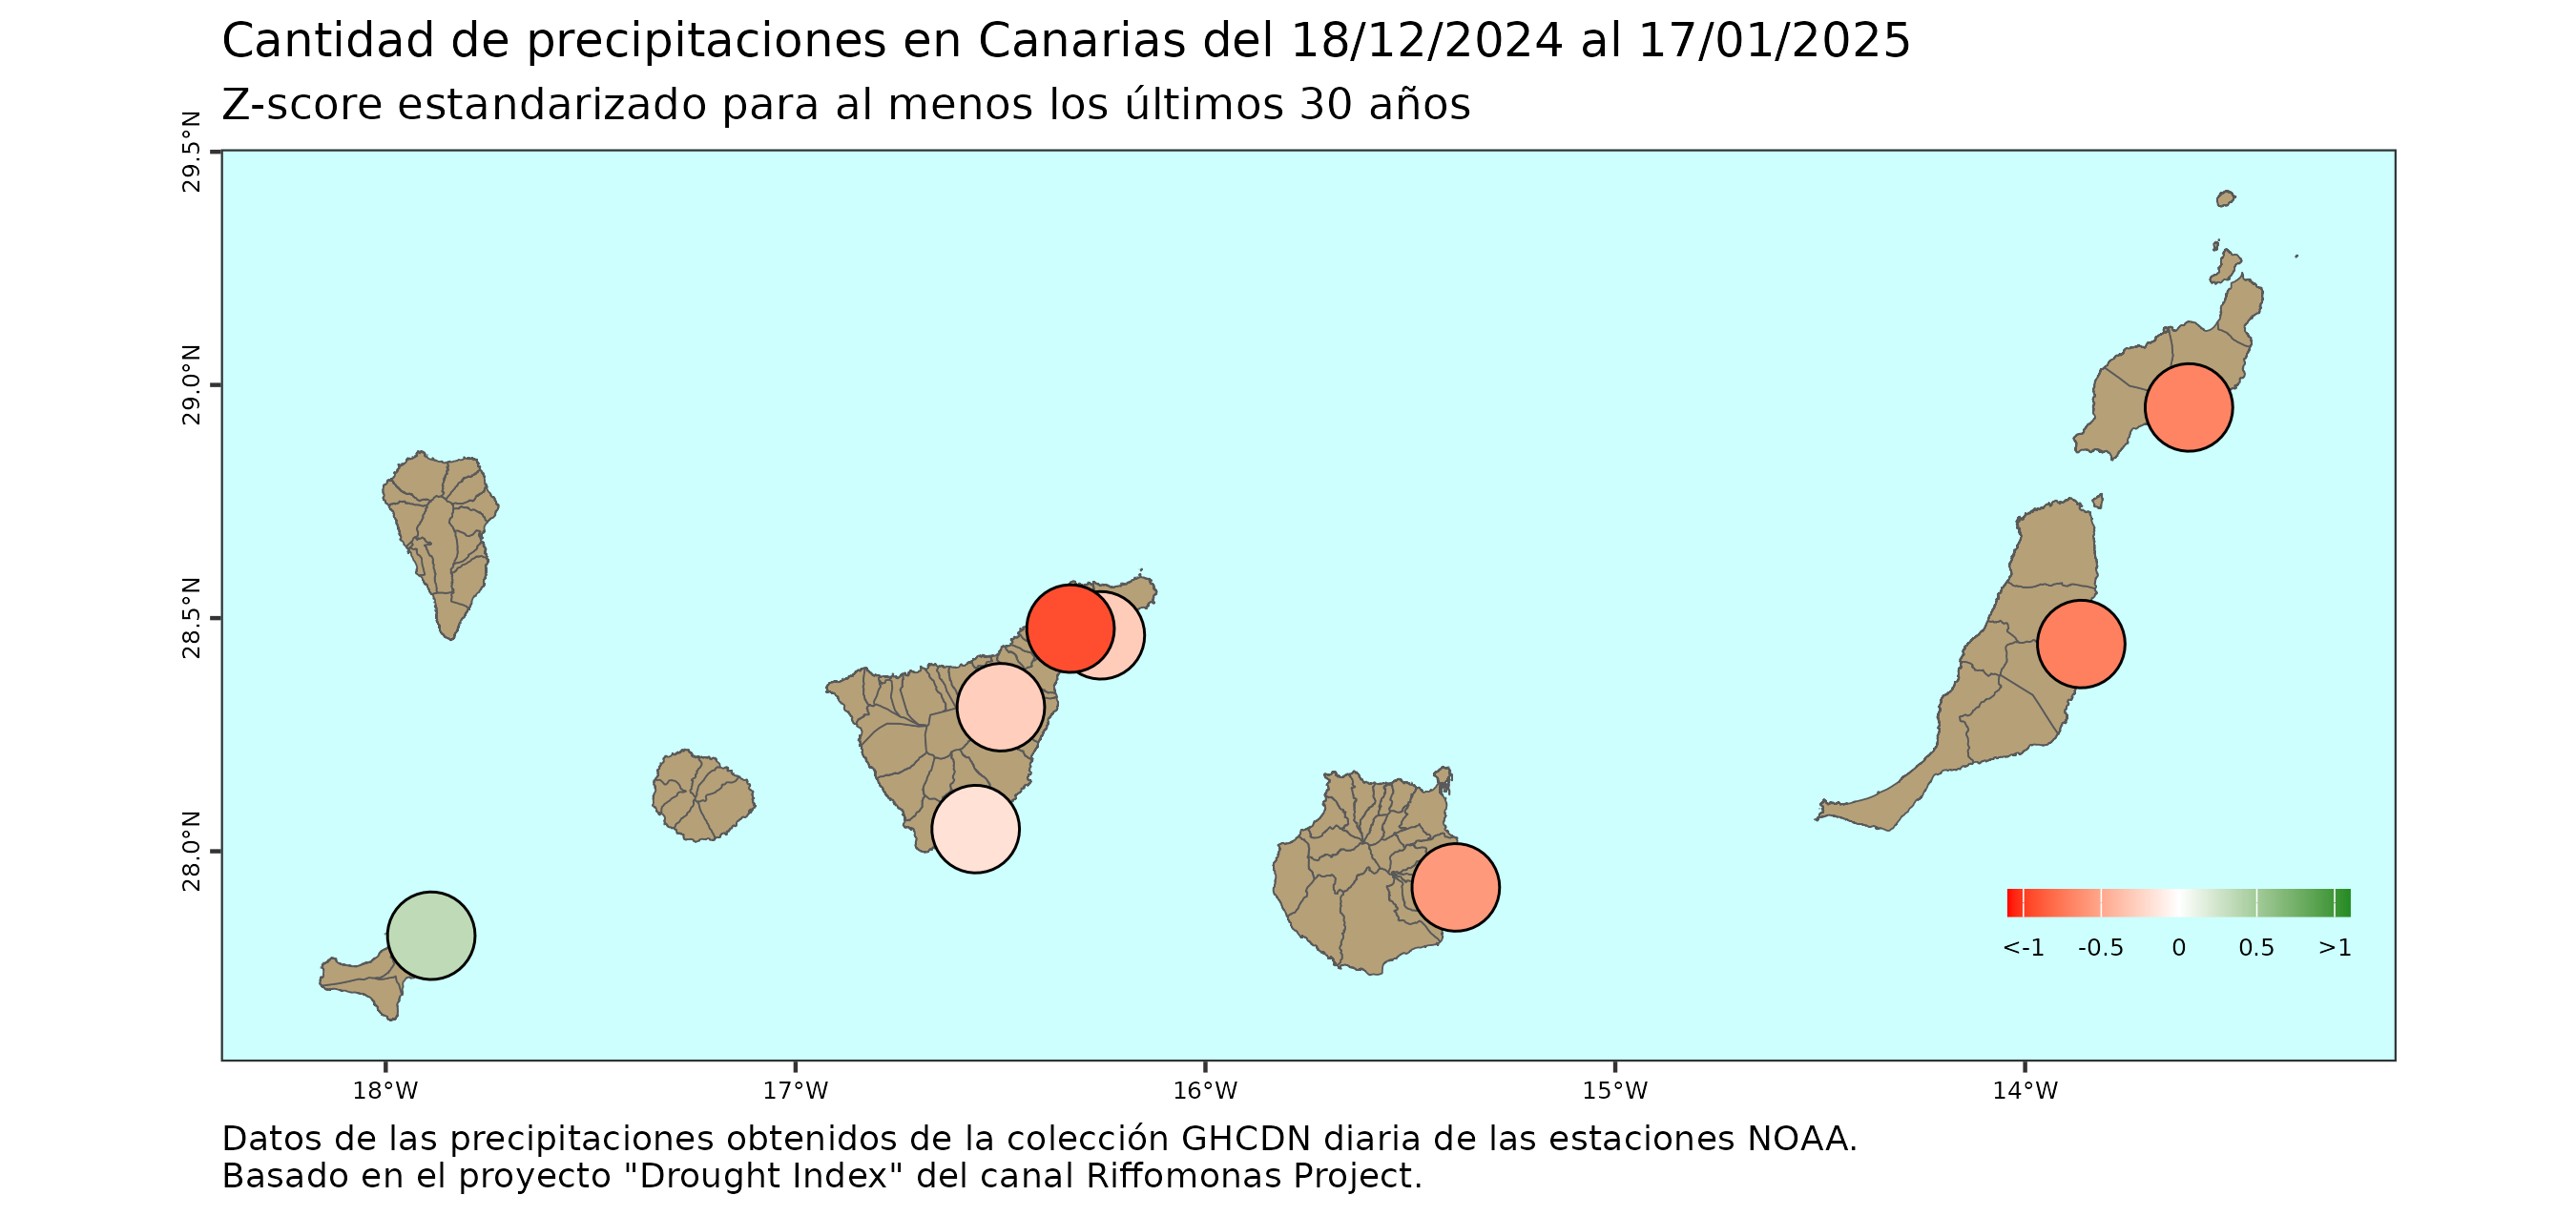 Cantidad de precipitaciones en Canarias del 18/12/2024 al 17/01/2025
Z-score estandarizado para al menos los últimos 30 años
29.5°N
29.0°N
28.5°N
28.0°N
<-1 -0.5 0 0.5 >1
18°W 17°W 16°W 15°W 14°W
Datos de las precipitaciones obtenidos de la colección GHCDN diaria de las estaciones NOAA.
Basado en el proyecto "Drought Index" del canal Riffomonas Project.